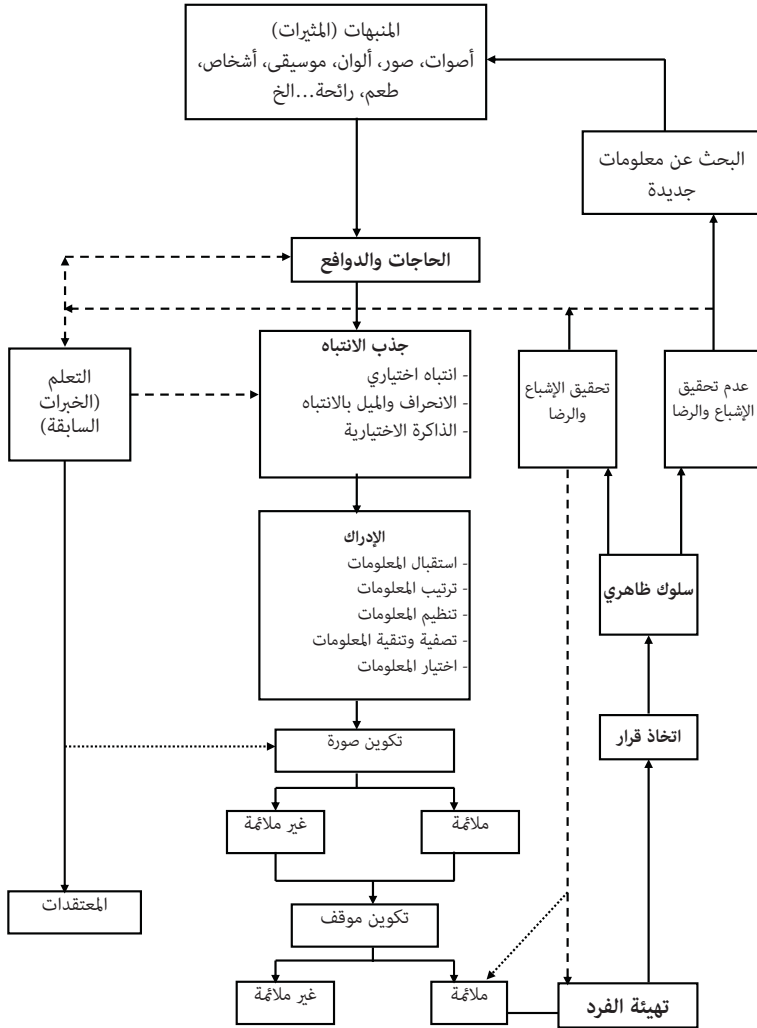 المنبهات (المثيرات)
أصوات، صور، ألوان، موسيقى، أشخاص،
طعم، رائحة...الخ
البحث عن معلومات
جديدة
الحاجات والدوافع
جذب الانتباه
- انتباه اختياري
- الانحراف والميل بالانتباه
- الذاكرة الاختيارية
التعلم
(الخبرات
السابقة)
تحقيق الإشباع
والرضا
عدم تحقيق
الإشباع والرضا
الإدراك
- استقبال المعلومات
- ترتيب المعلومات
- تنظيم المعلومات
- تصفية وتنقية المعلومات
- اختيار المعلومات
سلوك ظاهري
اتخاذ قرار
تكوين صورة
ملائمة
غير ملائمة
المعتقدات
تكوين موقف
تهيئة الفرد
ملائمة
غير ملائمة